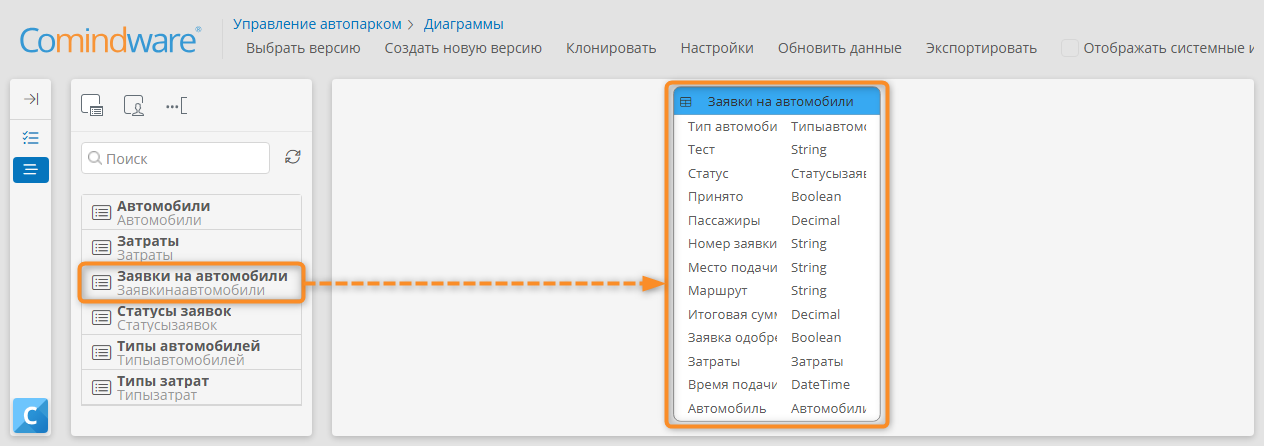 Comindware®
Управление автопарком > Диаграммы
Выбрать версию Создать новую версию Клонировать Настройки Обновить данные Экспортировать Отображать системные и
Поиск
Автомобили
Автомобили
Затраты
Затраты
Заявки на автомобили
Заявкинаавтомобили
Статусы заявок
Статусызаявок
Типы автомобилей
Типыавтомобилей
Типы затрат
Типызатрат
C
Заявки на автомобили
Тип автомоби Типыавтомо
Тест String
Статус Статусызаяв
Принято Boolean
Пассажиры Decimal
Номер заявки String
Место подачи String
Маршрут String
Итоговая сумм Decimal
Заявка одобре Boolean
Затраты Затраты
Время подачи DateTime
Автомобиль Автомобили